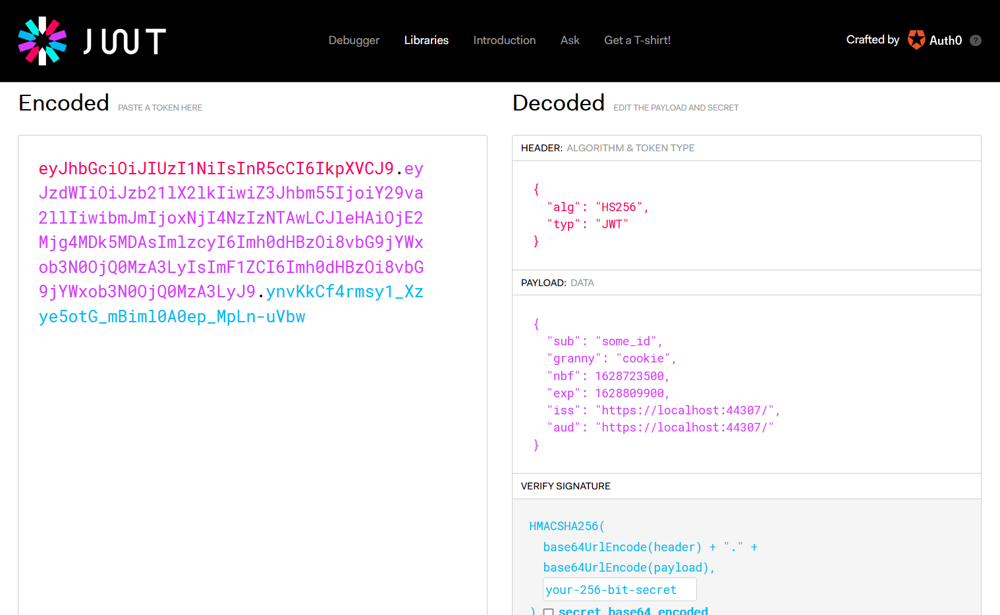 JWT
Debugger Libraries Introduction Ask Get a T-shirt!
Crafted by Auth0 ?
Encoded PASTE A TOKEN HERE
eyJhbGciOiJIUzI1NiIsInR5cCI6IkpXVCJ9.ey
JzdWIiOiJzb21lX2lkIiwiZ3Jhbm55IjoiY29va
2llIiwibmJmIjoxNjI4NzIzNTAwLCJleHAiOjE2
Mjg4MDk5MDAsImlzcyI6Imh0dHBzOi8vbG9jYWx
ob3N0OjQ0MzA3LyIsImF1ZCI6Imh0dHBzOi8vbG
9jYWxob3N0OjQ0MzA3LyJ9.ynvKkCf4rmsy1_Xz
ye5otG_mBiml0A0ep_MpLn-uVbw
Decoded EDIT THE PAYLOAD AND SECRET
HEADER: ALGORITHM & TOKEN TYPE
{
"alg": "HS256",
"typ": "JWT"
}
PAYLOAD: DATA
{
"sub": "some_id",
"granny": "cookie",
"nbf": 1628723500,
"exp": 1628809900,
"iss": "https://localhost:44307/",
"aud": "https://localhost:44307/"
}
VERIFY SIGNATURE
HMACSHA256(
base64UrlEncode(header) + "." +
base64UrlEncode(payload),
your-256-bit-secret
) secret base64 encoded